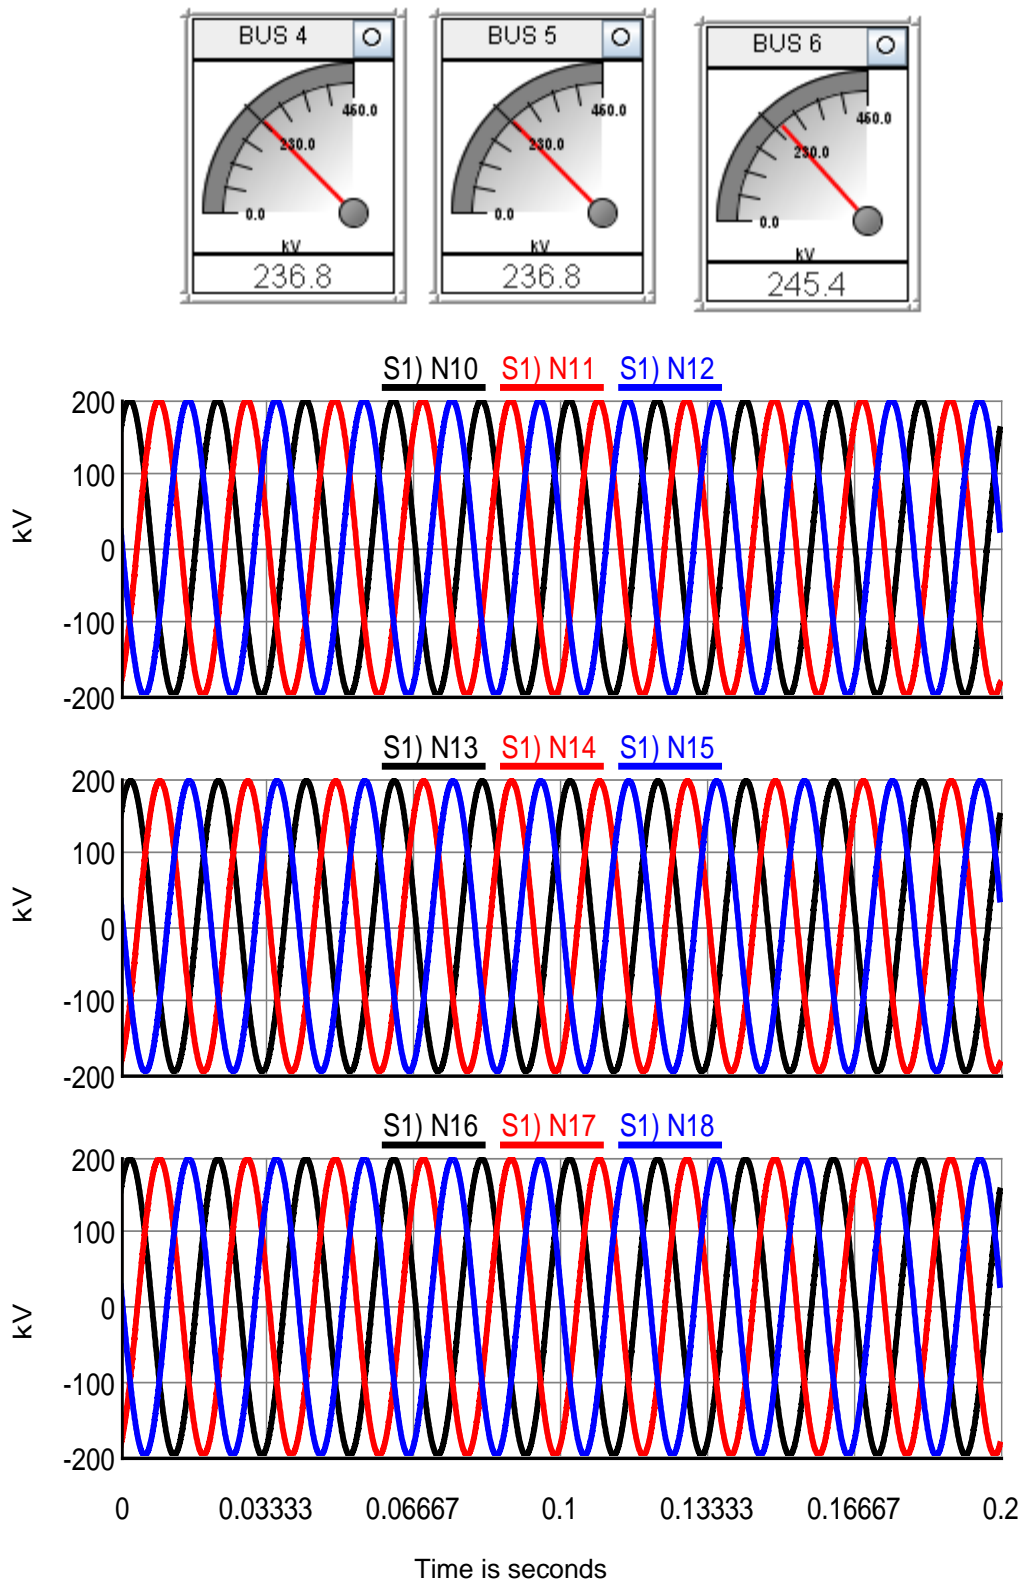 BUS 4
460.0
230.0
0.0
kV
236.8
BUS 5
460.0
230.0
0.0
kV
236.8
BUS 6
460.0
230.0
0.0
kV
245.4
S1) N10 S1) N11 S1) N12
200
100
0
-100
-200
kV
S1) N13 S1) N14 S1) N15
200
100
0
-100
-200
kV
S1) N16 S1) N17 S1) N18
200
100
0
-100
-200
kV
0 0.03333 0.06667 0.1 0.13333 0.16667 0.2
Time is seconds